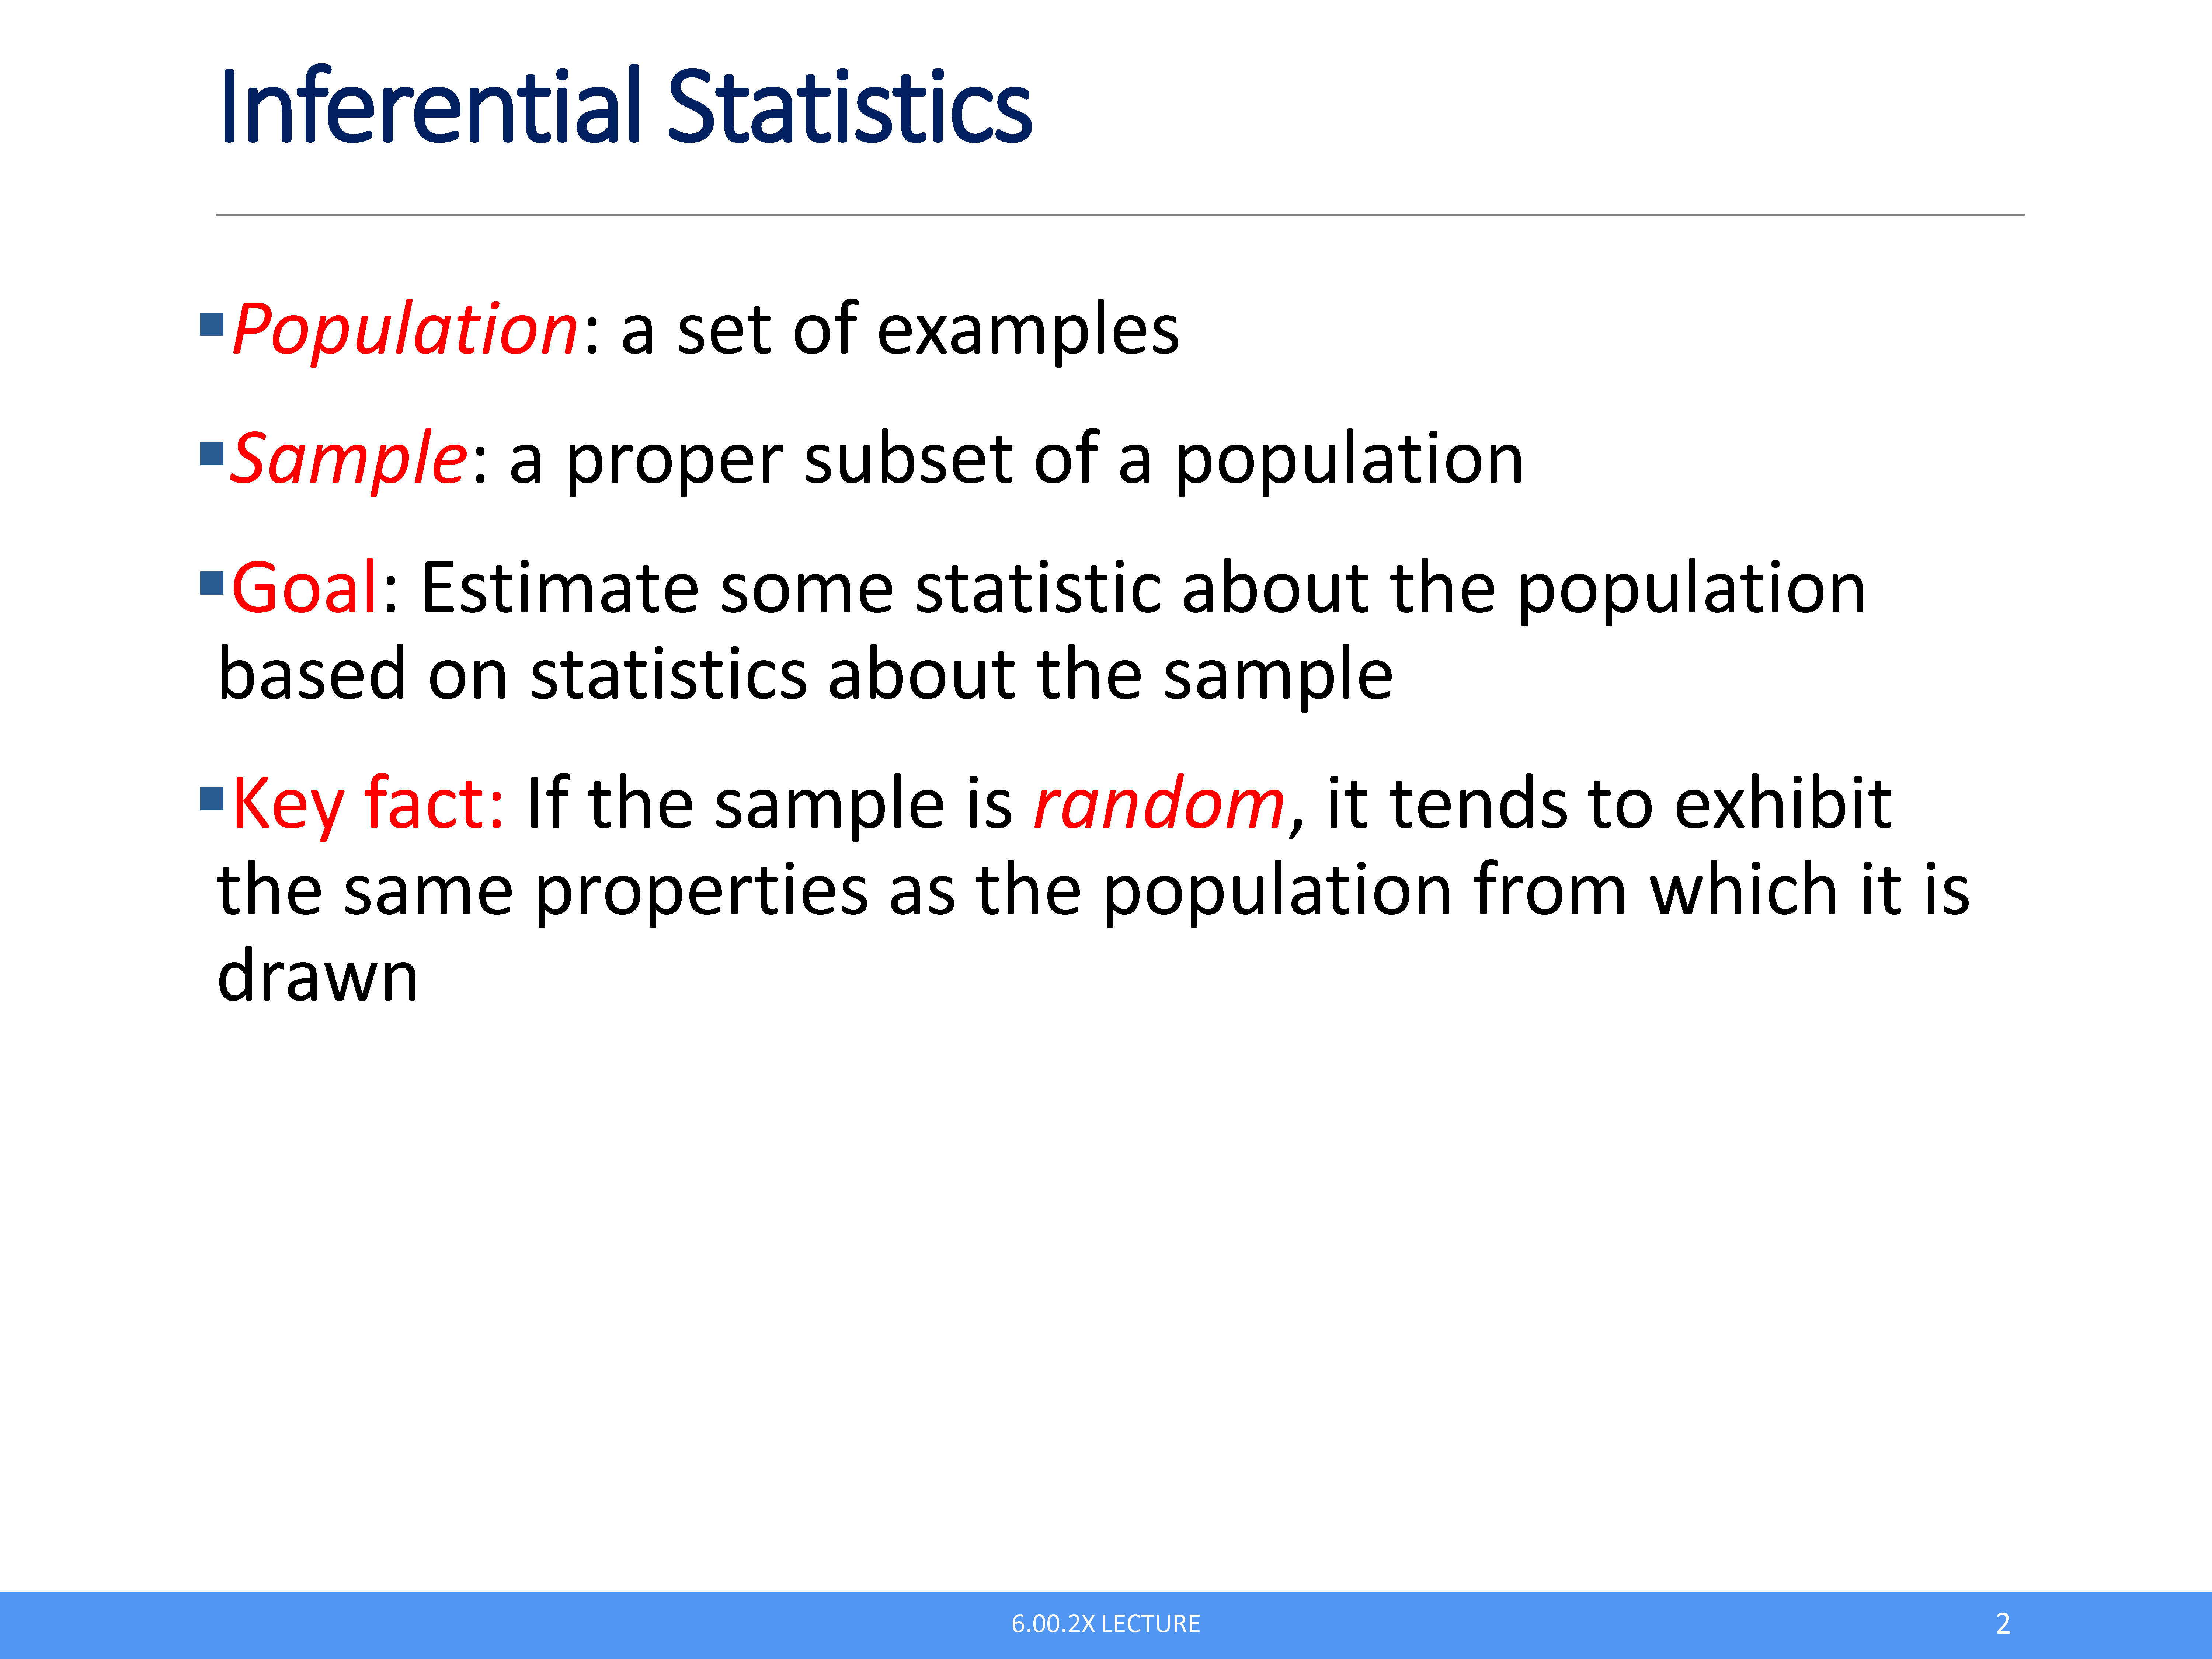 Inferential Statistics
▪Population: a set of examples
▪Sample: a proper subset of a population
▪Goal: Estimate some statistic about the population
based on statistics about the sample
▪Key fact: If the sample is random, it tends to exhibit
the same properties as the population from which it is
drawn
6.00.2X LECTURE
2